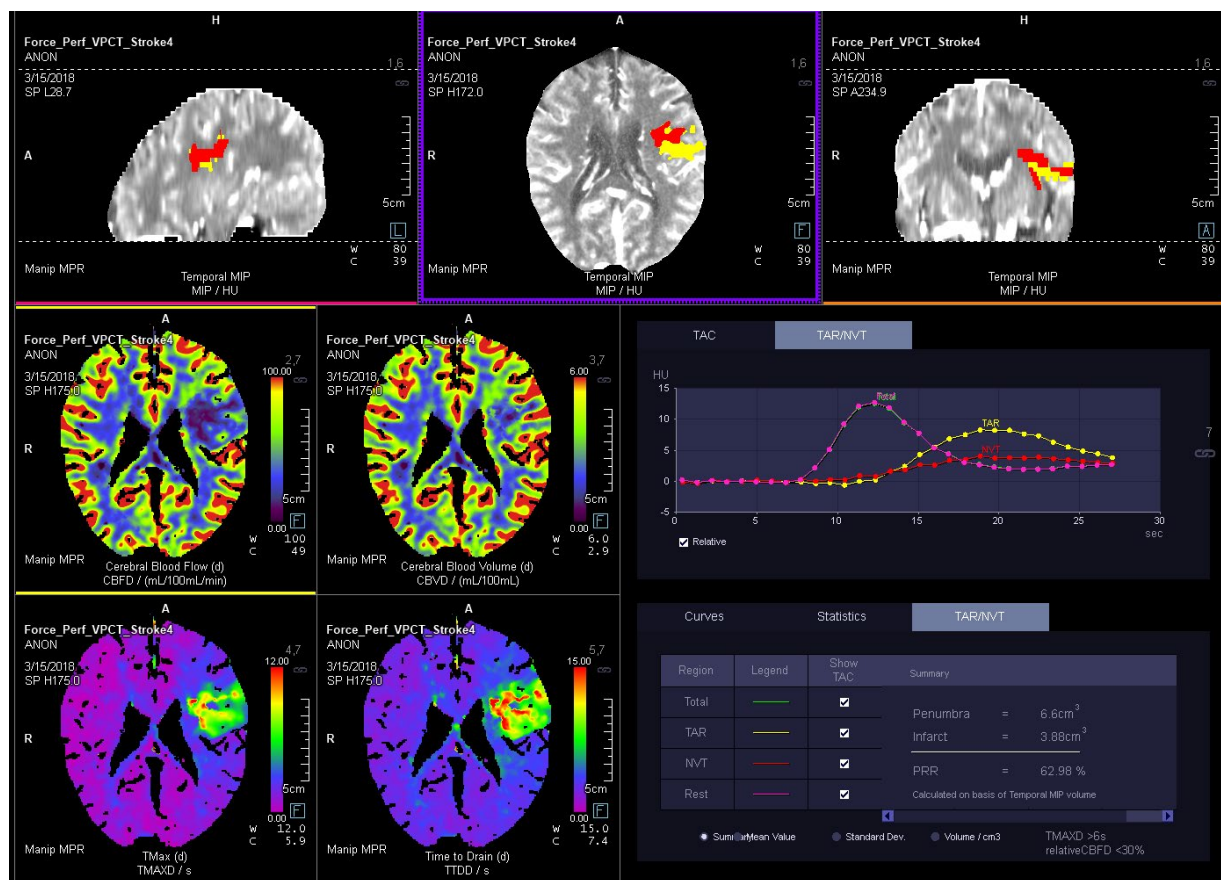 H
Force_Perf_VPCT_Stroke4
ANON
3/15/2018
SP L28.7
1,6
A
5cm
L
W 80
C 39
Manip MPR
Temporal MIP
MIP / HU
A
Force_Perf_VPCT_Stroke4
ANON
3/15/2018
SP H172.0
1,6
R
5cm
F
W 80
C 39
Manip MPR
Temporal MIP
MIP / HU
H
Force_Perf_VPCT_Stroke4
ANON
3/15/2018
SP A234.9
1,6
R
5cm
A
W 80
C 39
Manip MPR
Temporal MIP
MIP / HU
A
Force_Perf_VPCT_Stroke4
ANON
3/15/2018
SP H175.0
2,7
100.00
R
5cm
0.00
F
W 100
C 49
Manip MPR
Cerebral Blood Flow (d)
CBFD / (mL/100mL/min)
A
Force_Perf_VPCT_Stroke4
ANON
3/15/2018
SP H175.0
3,7
6.00
R
5cm
0.00
F
W 6.0
C 2.9
Manip MPR
Cerebral Blood Volume (d)
CBVD / (mL/100mL)
TAC TAR/NVT
HU
15
10
5
0
-5
Total
TAR
NVT
0 5 10 15 20 25 30
sec
Relative
7
A
Force_Perf_VPCT_Stroke4
ANON
3/15/2018
SP H175.0
4,7
12.00
R
5cm
0.00
F
W 12.0
C 5.9
Manip MPR
TMax (d)
TMAXD / s
A
Force_Perf_VPCT_Stroke4
ANON
3/15/2018
SP H175.0
5,7
15.00
R
5cm
0.00
F
W 15.0
C 7.4
Manip MPR
Time to Drain (d)
TTDD / s
Curves Statistics TAR/NVT
Region Legend Show TAC Summary
Total
TAR
NVT
Rest
Penumbra = 6.6cm³
Infarct = 3.88cm³
PRR = 62.98 %
Calculated on basis of Temporal MIP volume
Summary Mean Value Standard Dev. Volume / cm3
TMAXD >6s
relativeCBFD <30%